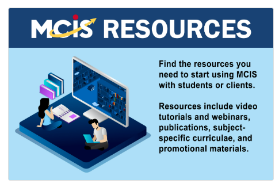 MCIS RESOURCES
Find the resources you
need to start using MCIS
with students or clients.
Resources include video
tutorials and webinars,
publications, subject-
specific curriculae, and
promotional materials.